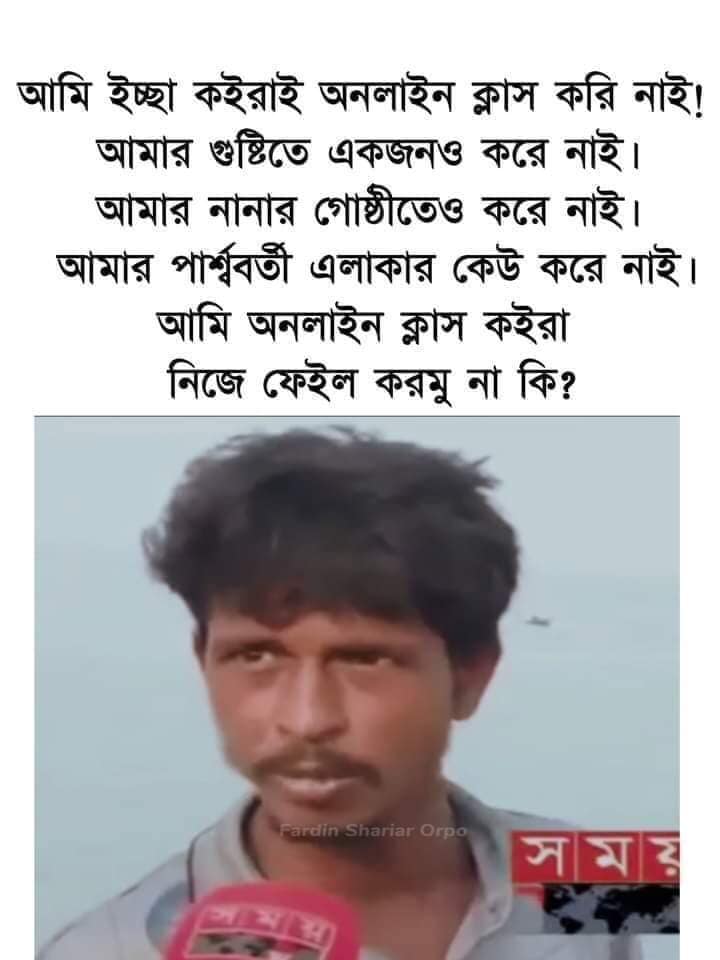 আমি ইচ্ছা কইরাই অনলাইন ক্লাস করি নাই!
আমার গুষ্টিতে একজনও করে নাই।
আমার নানার গোষ্ঠীতেও করে নাই।
আমার পার্শ্ববর্তী এলাকার কেউ করে নাই।
আমি অনলাইন ক্লাস কইরা
নিজে ফেইল করমু না কি?
Fardin Shariar Orpo
সময়
সময়